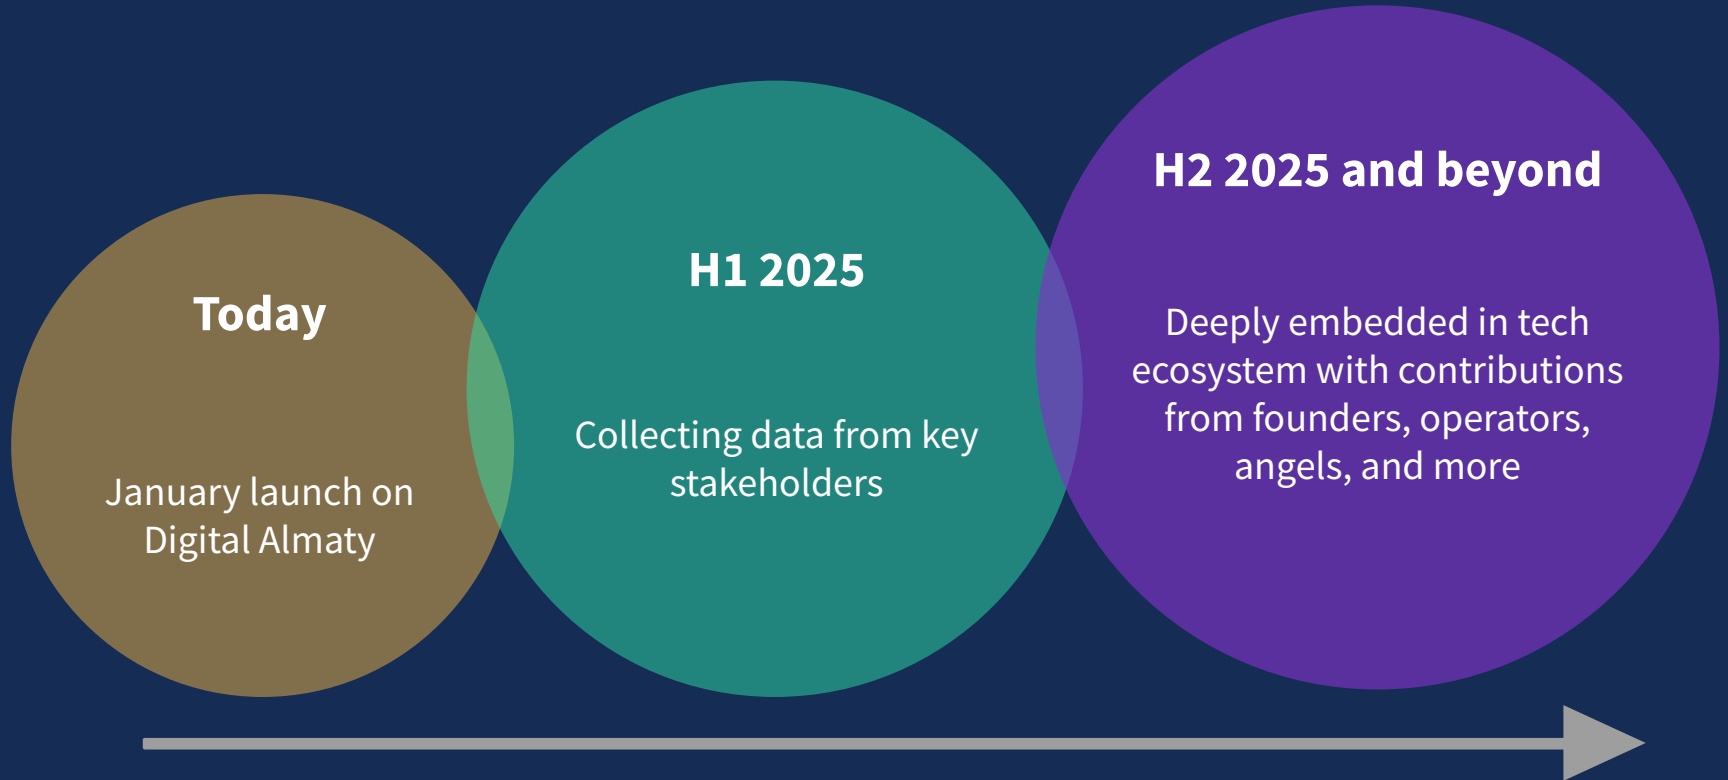 Today
January launch on
Digital Almaty
H1 2025
Collecting data from key
stakeholders
H2 2025 and beyond
Deeply embedded in tech
ecosystem with contributions
from founders, operators,
angels, and more